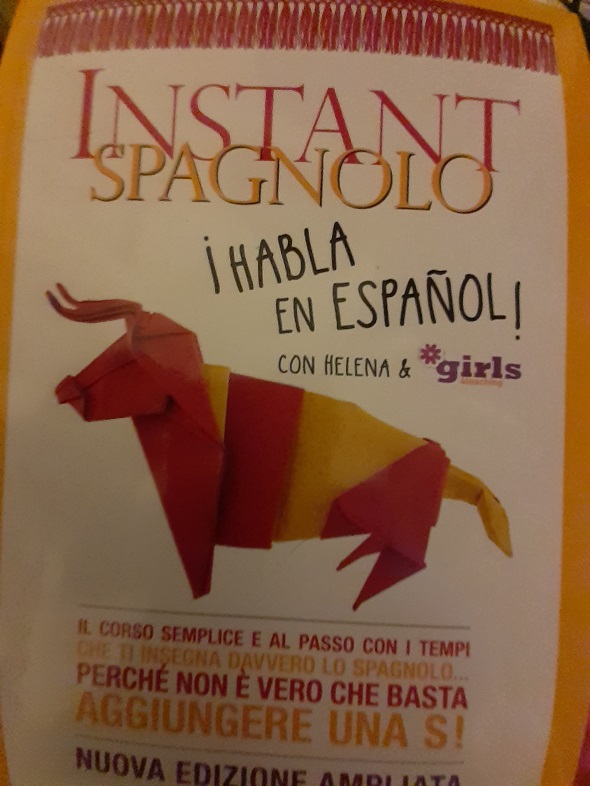 INSTANT
SPAGNOLO
¡HABLA
EN ESPAÑOL!
CON HELENA & *girls
IL CORSO SEMPLICE E AL PASSO CON I TEMPI
CHE TI INSEGNA DAVVERO LO SPAGNOLO...
PERCHÉ NON È VERO CHE BASTA
AGGIUNGERE UNA S!
NUOVA EDIZIONE AMPLIATA